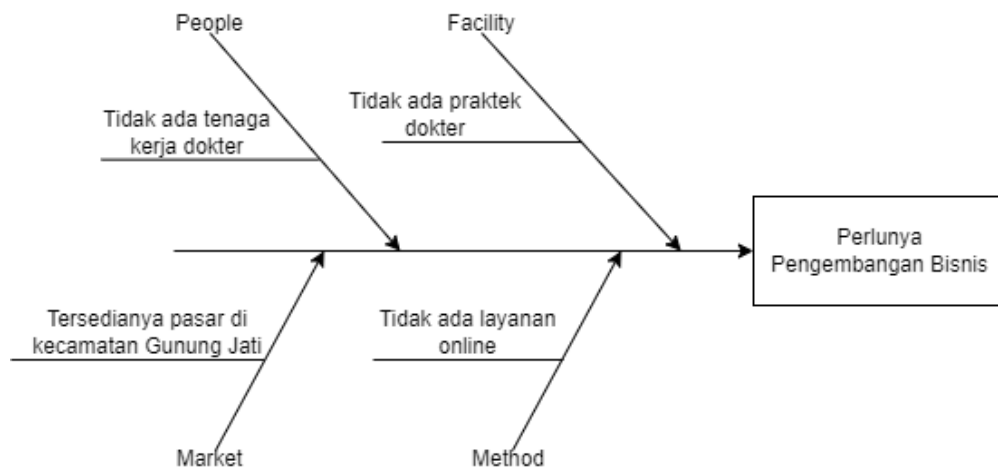 People
Facility
Tidak ada tenaga
kerja dokter
Tidak ada praktek
dokter
Perlunya
Pengembangan Bisnis
Tersedianya pasar di
kecamatan Gunung Jati
Tidak ada layanan
online
Market
Method